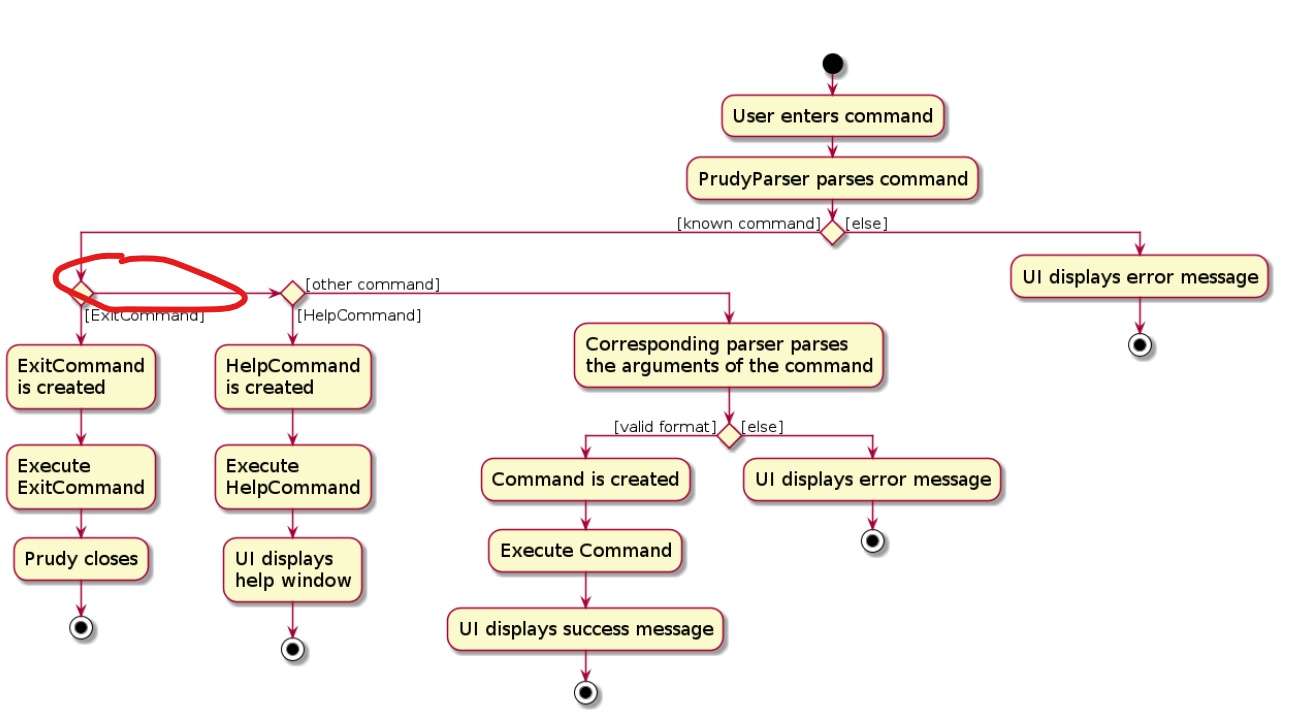 User enters command
PrudyParser parses command
[known command]
[else]
UI displays error message
[ExitCommand]
ExitCommand
is created
Execute
ExitCommand
Prudy closes
[other command]
[HelpCommand]
HelpCommand
is created
Execute
HelpCommand
UI displays
help window
Corresponding parser parses
the arguments of the command
[valid format]
[else]
Command is created
Execute Command
UI displays success message
UI displays error message